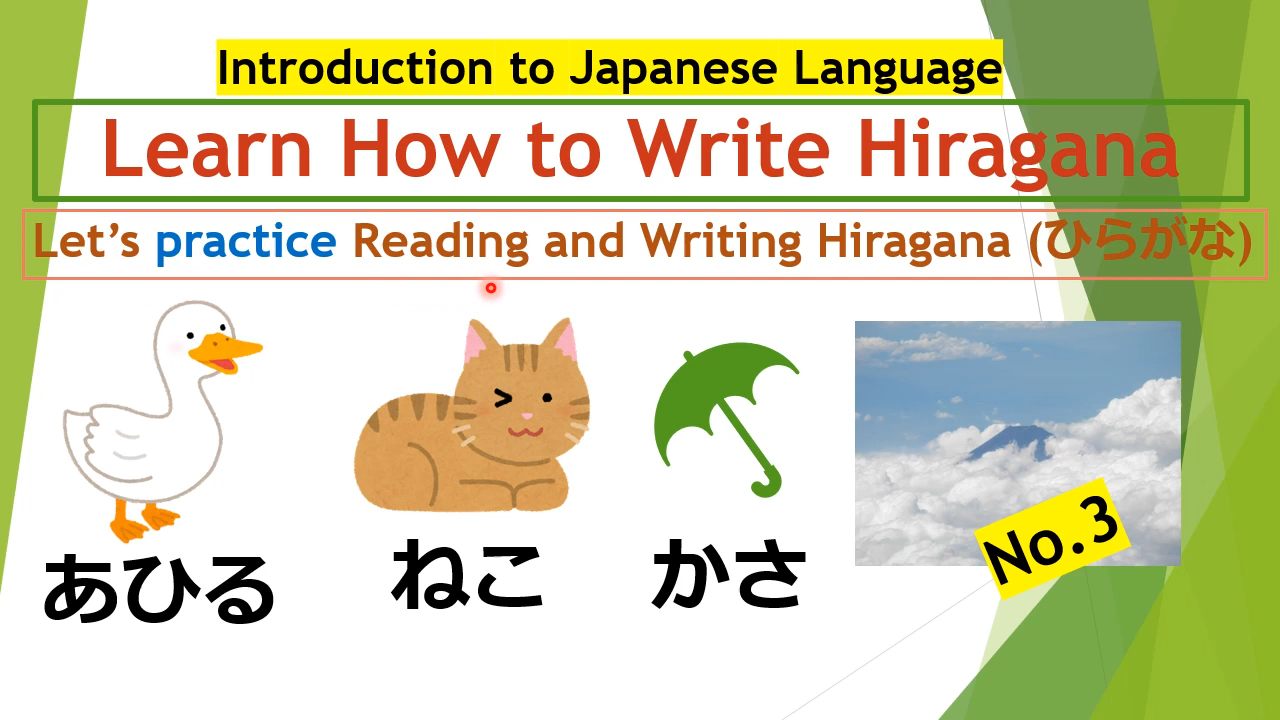 Introduction to Japanese Language
Learn How to Write Hiragana
Let’s practice Reading and Writing Hiragana (ひらがな)
あひる
ねこ
かさ
No.3